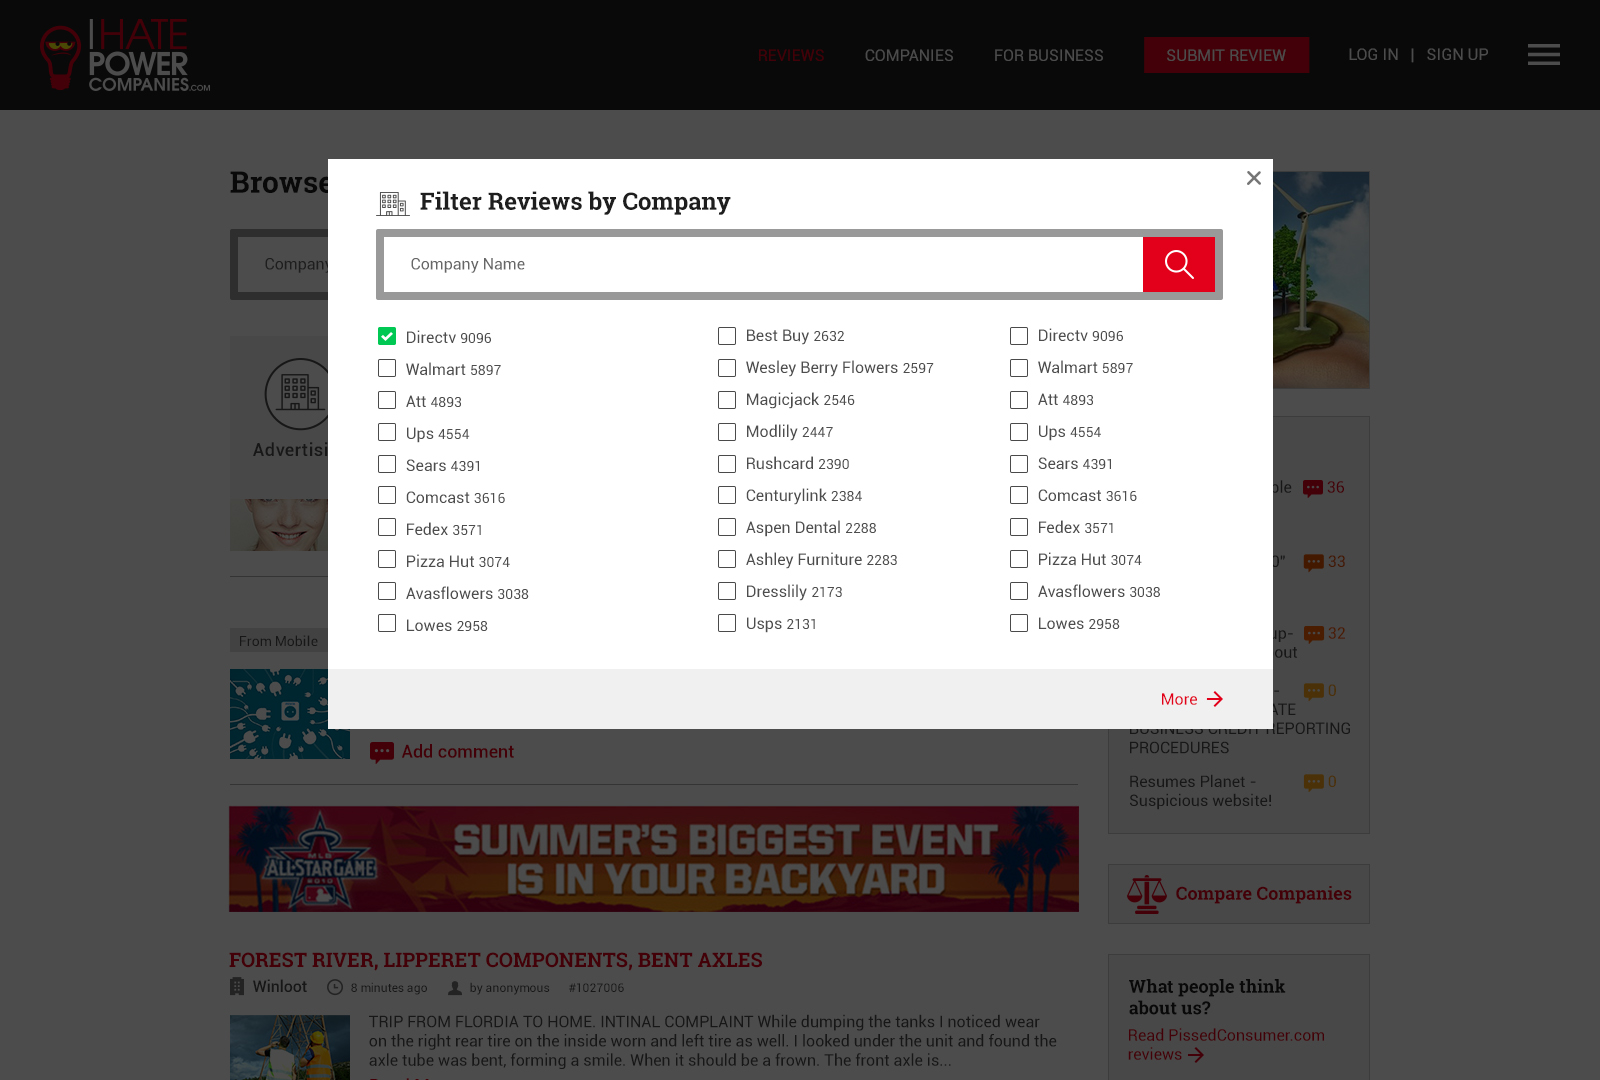 I HATE
POWER
COMPANIES.COM
REVIEWS
COMPANIES
FOR BUSINESS
SUBMIT REVIEW
LOG IN | SIGN UP
Browse
Company
Advertisi
From Mobile
Filter Reviews by Company
Company Name
Directv 9096
Walmart 5897
Att 4893
Ups 4554
Sears 4391
Comcast 3616
Fedex 3571
Pizza Hut 3074
Avasflowers 3038
Lowes 2958
Best Buy 2632
Wesley Berry Flowers 2597
Magicjack 2546
Modlily 2447
Rushcard 2390
Centurylink 2384
Aspen Dental 2288
Ashley Furniture 2283
Dresslily 2173
Usps 2131
Directv 9096
Walmart 5897
Att 4893
Ups 4554
Sears 4391
Comcast 3616
Fedex 3571
Pizza Hut 3074
Avasflowers 3038
Lowes 2958
More
ble 36
0" 33
up- 32
out
- 0
ATE
BUSINESS CREDIT REPORTING
PROCEDURES
Resumes Planet - 0
Suspicious website!
Add comment
MLB
ALL-STAR GAME
2010
SUMMER'S BIGGEST EVENT
IS IN YOUR BACKYARD
Compare Companies
FOREST RIVER, LIPPERET COMPONENTS, BENT AXLES
Winloot 8 minutes ago by anonymous #1027006
TRIP FROM FLORDIA TO HOME. INTINAL COMPLAINT While dumping the tanks I noticed wear
on the right rear tire on the inside worn and left tire as well. I looked under the unit and found the
axle tube was bent, forming a smile. When it should be a frown. The front axle is...
What people think
about us?
Read PissedConsumer.com
reviews